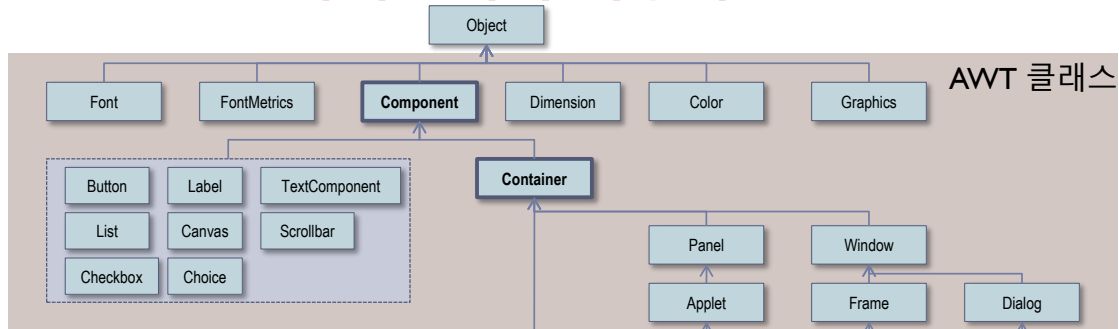 Object
AWT 클래스
Font FontMetrics Component Dimension Color Graphics
Container
Button Label TextComponent
List Canvas Scrollbar
Panel Window
Checkbox Choice
Applet Frame Dialog